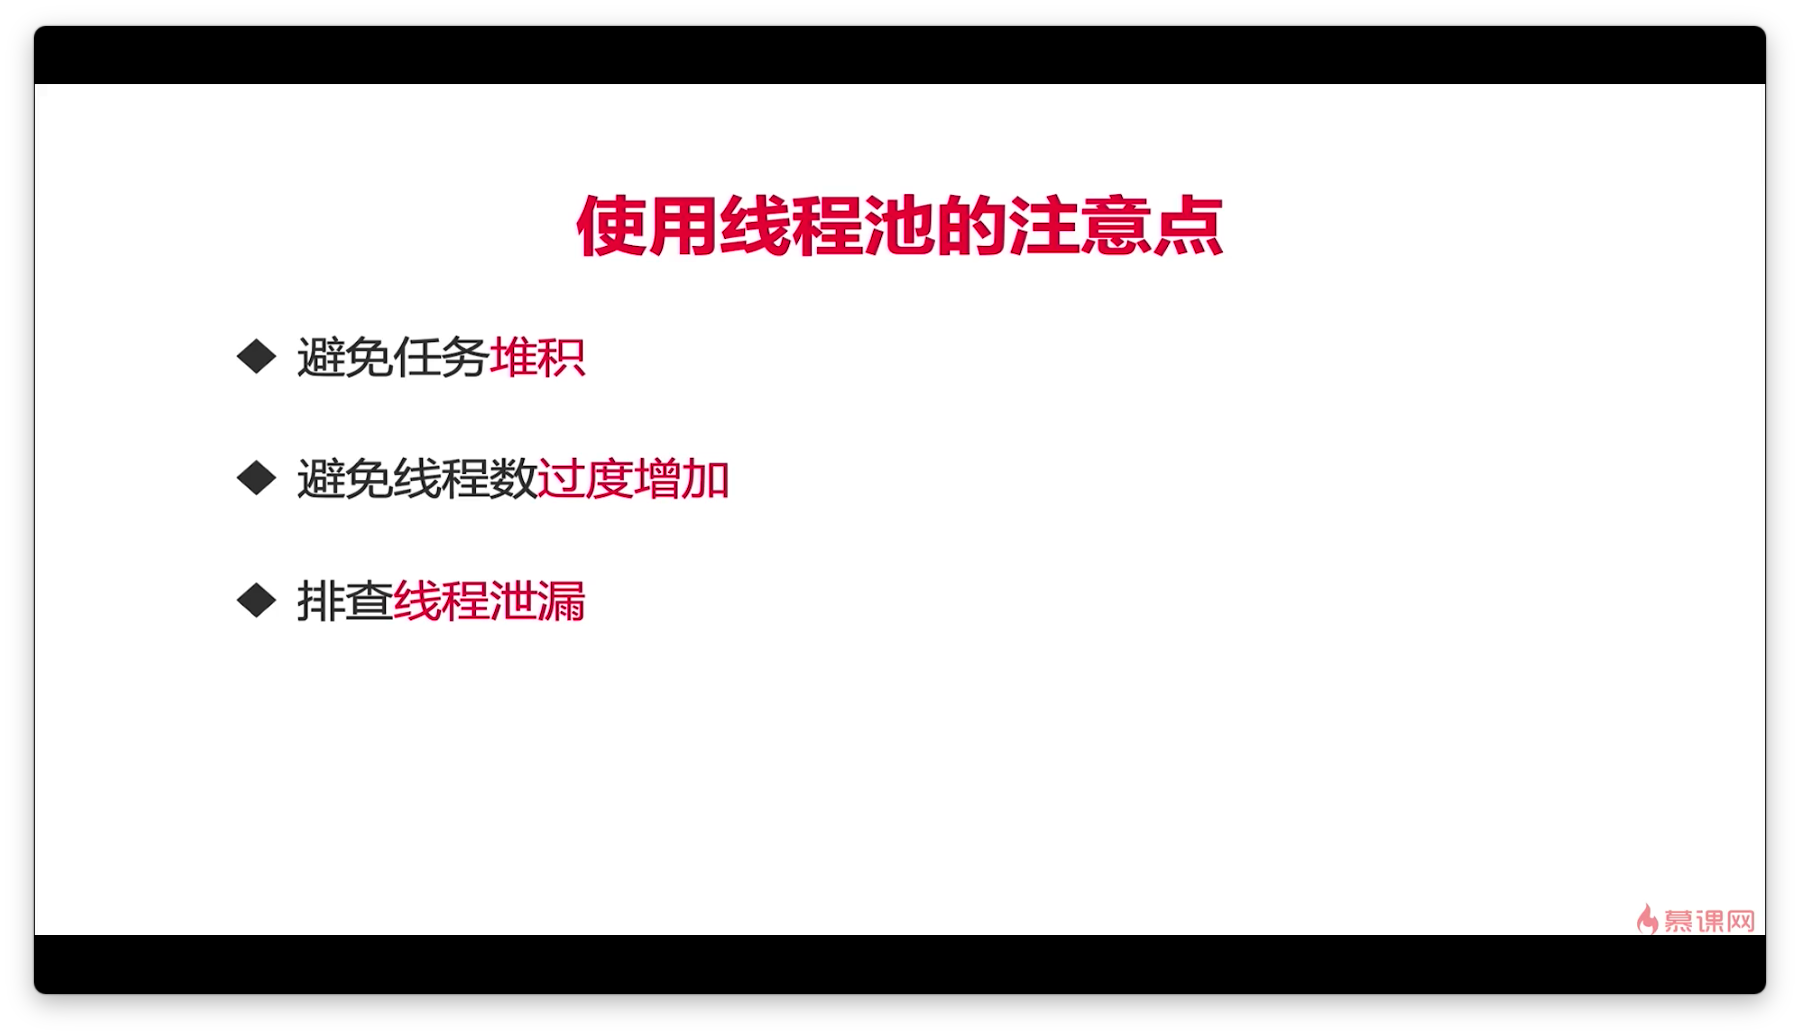 使用线程池的注意点
避免任务堆积
避免线程数过度增加
排查线程泄漏
慕课网